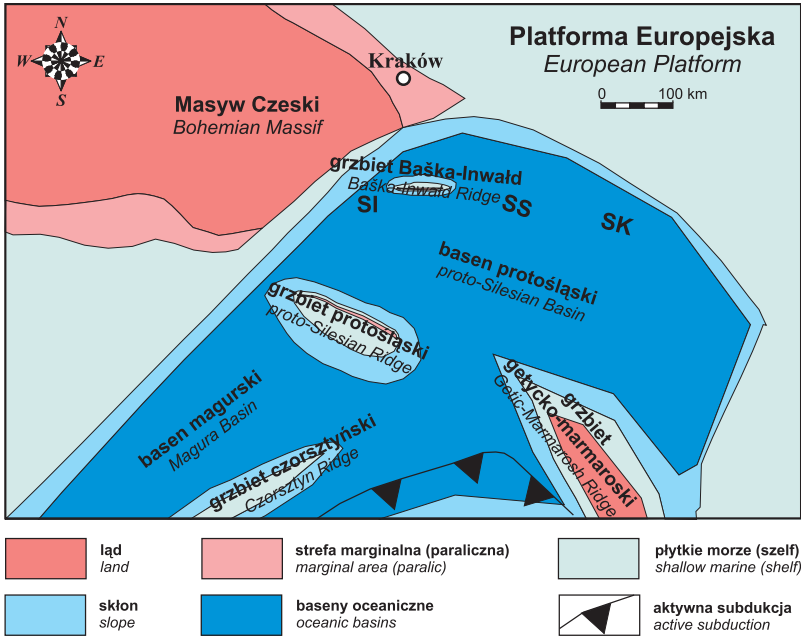 N
W
E
S
Kraków
Platforma Europejska
European Platform
0
100 km
Masyw Czeski
Bohemian Massif
grzbiet Baška-Inwałd
Baška-Inwałd Ridge
SI
SS
SK
basen protośląski
proto-Silesian Basin
grzbiet protośląski
proto-Silesian Ridge
grzbiet
getycko-marmaroski
Getic-Marmarosh Ridge
basen magurski
Magura Basin
grzbiet czorsztyński
Czorsztyn Ridge
ląd
land
strefa marginalna (paraliczna)
marginal area (paralic)
płytkie morze (szelf)
shallow marine (shelf)
skłon
slope
baseny oceaniczne
oceanic basins
aktywna subdukcja
active subduction